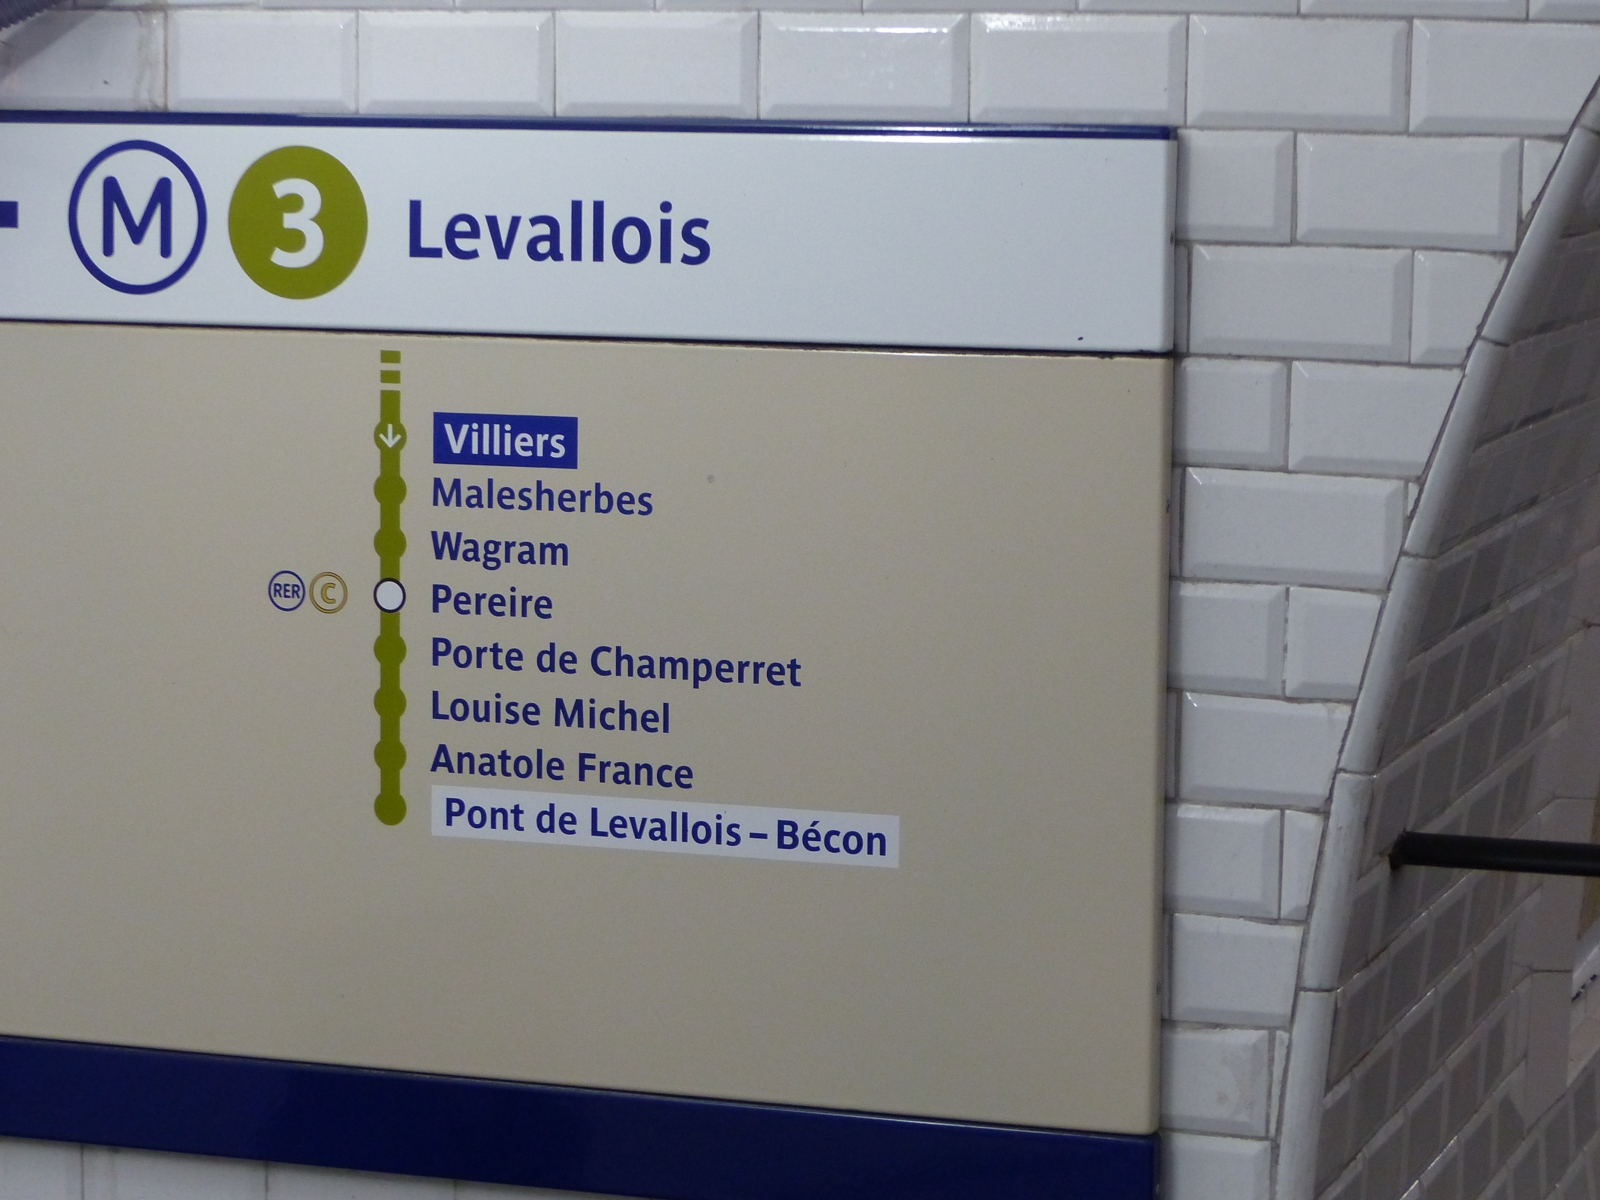 M 3 Levallois
Villiers
Malesherbes
Wagram
RER C Pereire
Porte de Champerret
Louise Michel
Anatole France
Pont de Levallois – Bécon